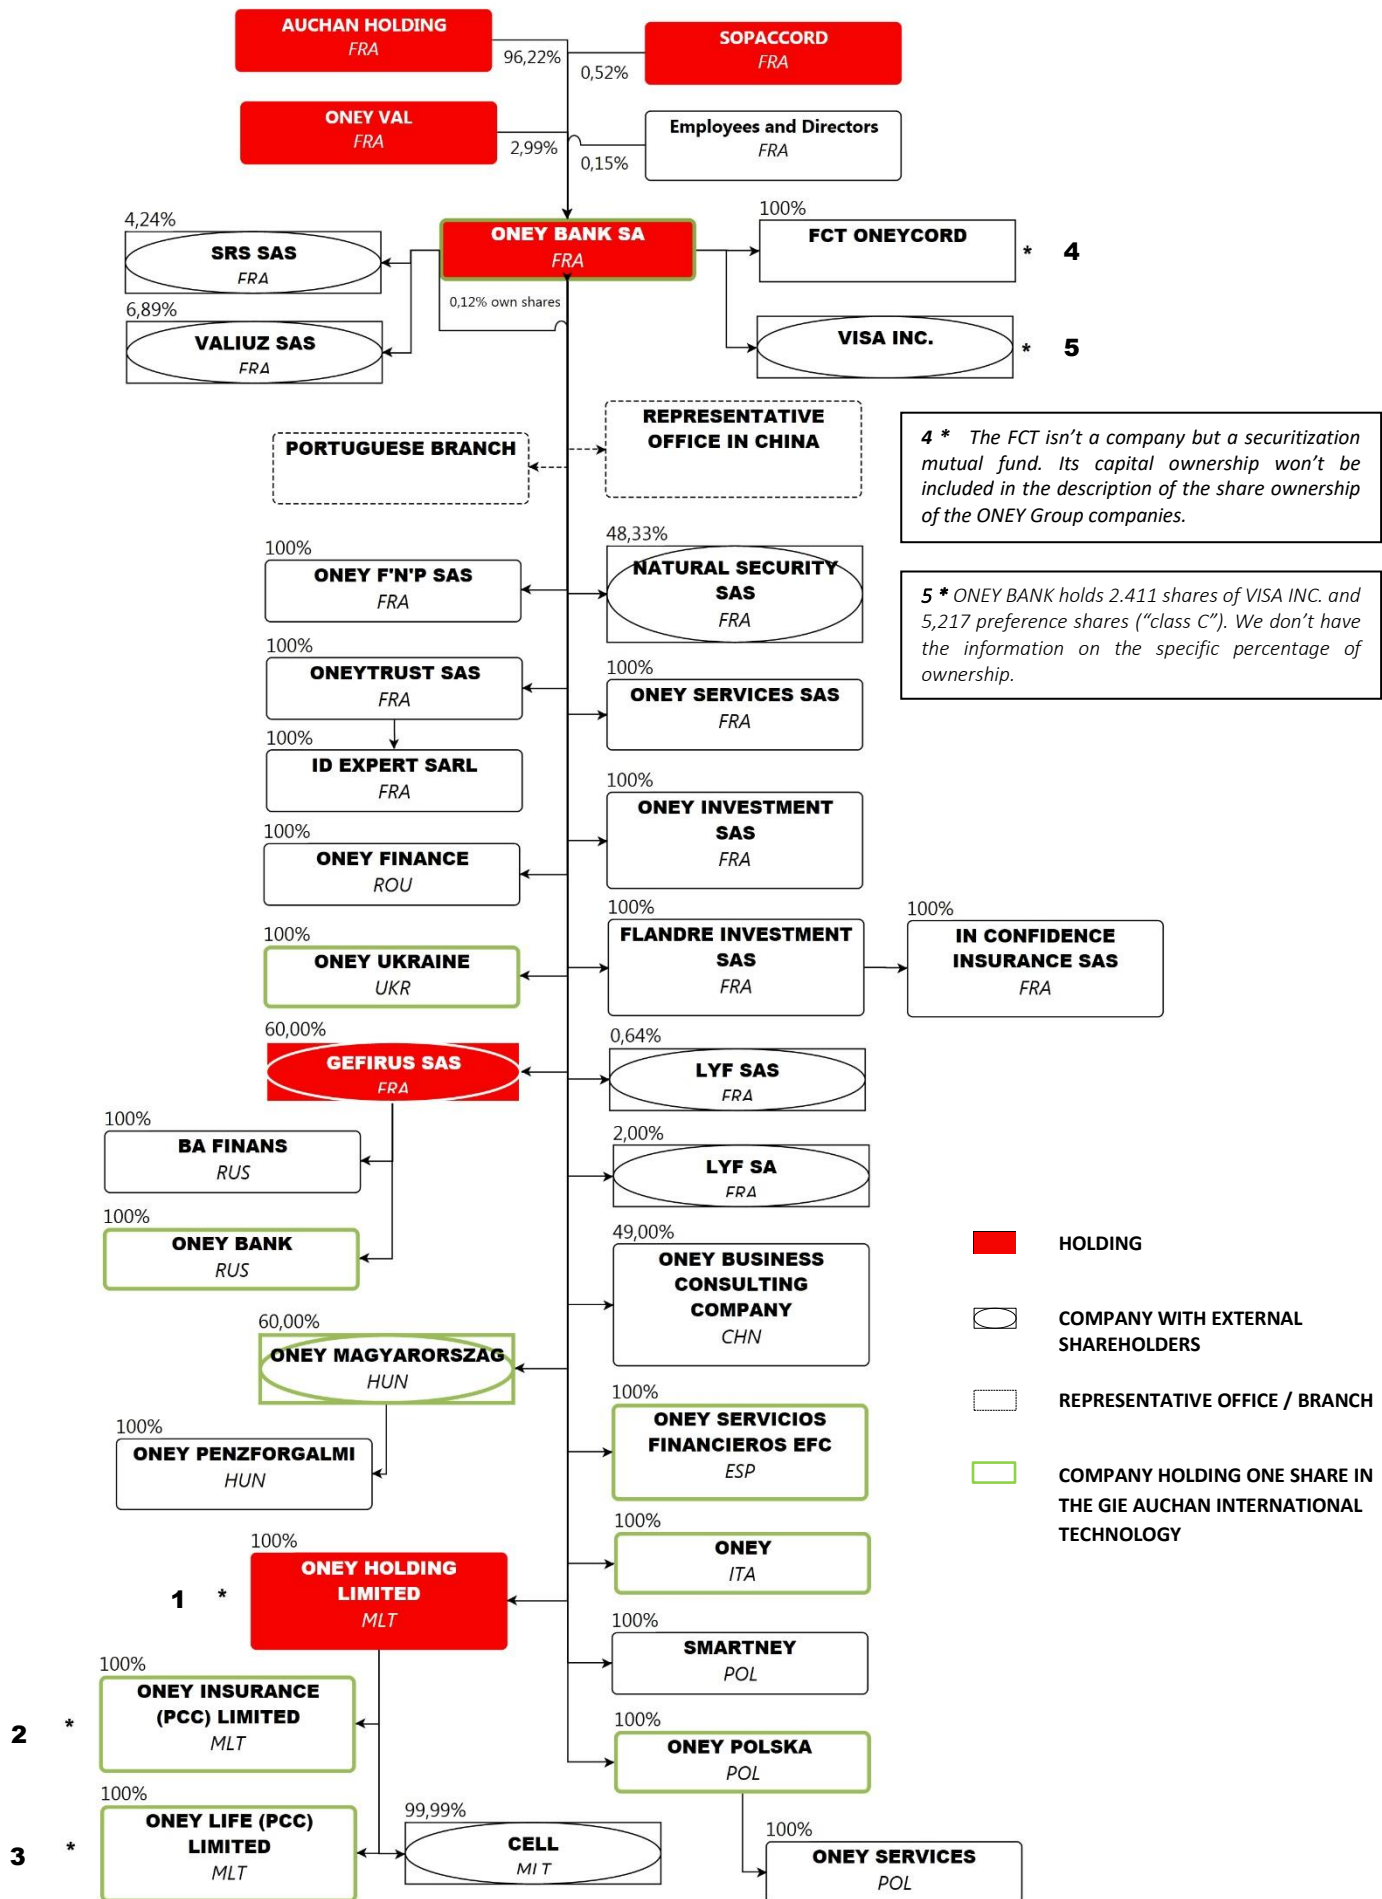 AUCHAN HOLDING
FRA
96,22%
SOPACCORD
FRA
0,52%
ONEY VAL
FRA
2,99%
Employees and Directors
FRA
0,15%
4,24%
SRS SAS
FRA
ONEY BANK SA
FRA
100%
FCT ONEYCORD
* 4
0,12% own shares
6,89%
VALIUZ SAS
FRA
VISA INC.
* 5
PORTUGUESE BRANCH
REPRESENTATIVE
OFFICE IN CHINA
4 * The FCT isn't a company but a securitization
mutual fund. Its capital ownership won't be
included in the description of the share ownership
of the ONEY Group companies.
5 * ONEY BANK holds 2.411 shares of VISA INC. and
5,217 preference shares (“class C”). We don't have
the information on the specific percentage of
ownership.
100%
ONEY F'N'P SAS
FRA
48,33%
NATURAL SECURITY
SAS
FRA
100%
ONEYTRUST SAS
FRA
100%
ONEY SERVICES SAS
FRA
100%
ID EXPERT SARL
FRA
100%
ONEY INVESTMENT
SAS
FRA
100%
ONEY FINANCE
ROU
100%
FLANDRE INVESTMENT
SAS
FRA
100%
IN CONFIDENCE
INSURANCE SAS
FRA
100%
ONEY UKRAINE
UKR
60,00%
GEFIRUS SAS
FRA
0,64%
LYF SAS
FRA
100%
BA FINANS
RUS
2,00%
LYF SA
FRA
100%
ONEY BANK
RUS
49,00%
ONEY BUSINESS
CONSULTING
COMPANY
CHN
HOLDING
COMPANY WITH EXTERNAL
SHAREHOLDERS
REPRESENTATIVE OFFICE / BRANCH
COMPANY HOLDING ONE SHARE IN
THE GIE AUCHAN INTERNATIONAL
TECHNOLOGY
60,00%
ONEY MAGYARORSZAG
HUN
100%
ONEY PENZFORGALMI
HUN
100%
ONEY SERVICIOS
FINANCIEROS EFC
ESP
100%
ONEY
ITA
100%
ONEY HOLDING
LIMITED
MLT
1 *
100%
SMARTNEY
POL
100%
ONEY INSURANCE
(PCC) LIMITED
MLT
2 *
100%
ONEY POLSKA
POL
100%
ONEY LIFE (PCC)
LIMITED
MLT
3 *
99,99%
CELL
MLT
100%
ONEY SERVICES
POL